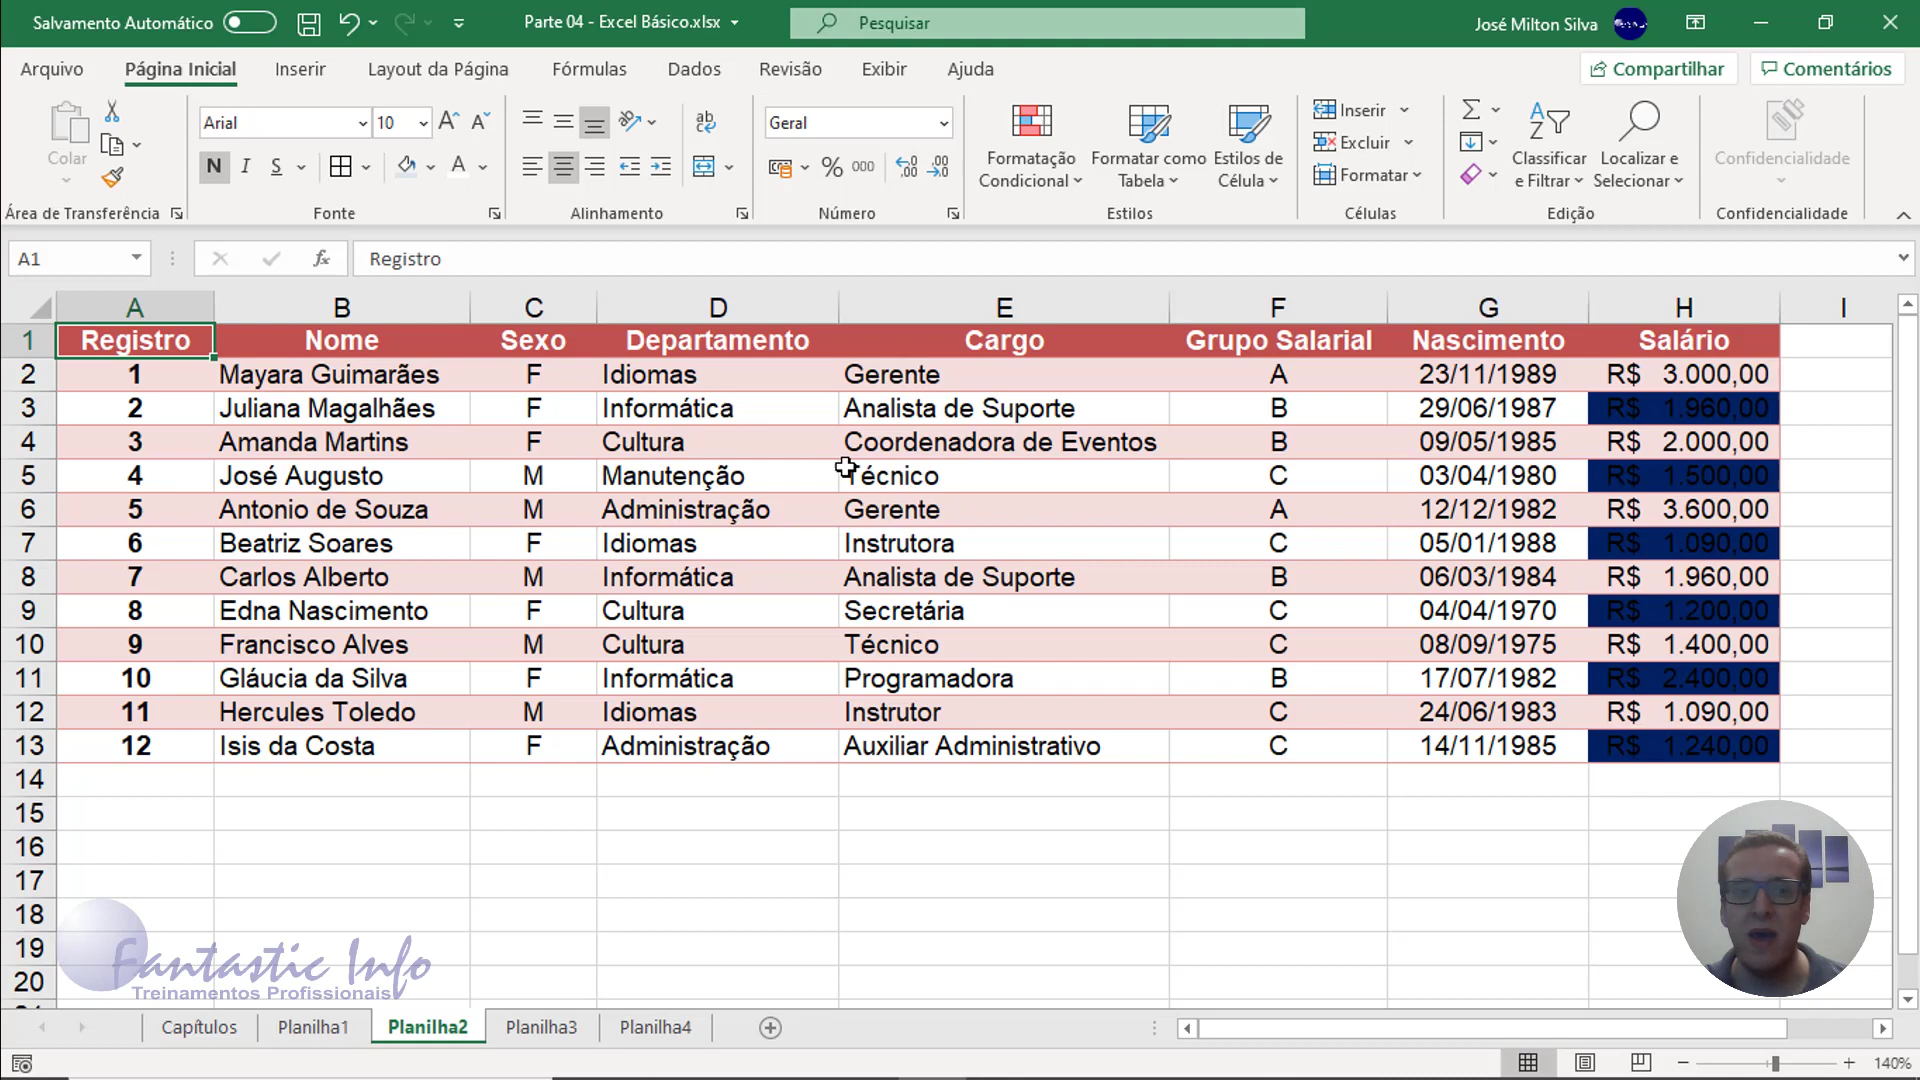 Salvamento Automático
Parte 04 - Excel Básico.xlsx
Pesquisar
José Milton Silva
Arquivo Página Inicial Inserir Layout da Página Fórmulas Dados Revisão Exibir Ajuda
Compartilhar Comentários
Colar
Arial 10
N I S
A
ab
Geral
% 000
Formatação Condicional
Formatar como Tabela
Estilos de Célula
Inserir
Excluir
Formatar
Classificar e Filtrar
Localizar e Selecionar
Confidencialidade
Área de Transferência Fonte Alinhamento Número Estilos Células Edição Confidencialidade
A1 fx Registro
A B C D E F G H I
1 Registro Nome Sexo Departamento Cargo Grupo Salarial Nascimento Salário
2 1 Mayara Guimarães F Idiomas Gerente A 23/11/1989 R$ 3.000,00
3 2 Juliana Magalhães F Informática Analista de Suporte B 29/06/1987 R$ 1.960,00
4 3 Amanda Martins F Cultura Coordenadora de Eventos B 09/05/1985 R$ 2.000,00
5 4 José Augusto M Manutenção Técnico C 03/04/1980 R$ 1.500,00
6 5 Antonio de Souza M Administração Gerente A 12/12/1982 R$ 3.600,00
7 6 Beatriz Soares F Idiomas Instrutora C 05/01/1988 R$ 1.090,00
8 7 Carlos Alberto M Informática Analista de Suporte B 06/03/1984 R$ 1.960,00
9 8 Edna Nascimento F Cultura Secretária C 04/04/1970 R$ 1.200,00
10 9 Francisco Alves M Cultura Técnico C 08/09/1975 R$ 1.400,00
11 10 Gláucia da Silva F Informática Programadora B 17/07/1982 R$ 2.400,00
12 11 Hercules Toledo M Idiomas Instrutor C 24/06/1983 R$ 1.090,00
13 12 Isis da Costa F Administração Auxiliar Administrativo C 14/11/1985 R$ 1.240,00
14
15
16
17
18
19
20
Fantastic Info
Treinamentos Profissionais
Capítulos Planilha1 Planilha2 Planilha3 Planilha4
140%